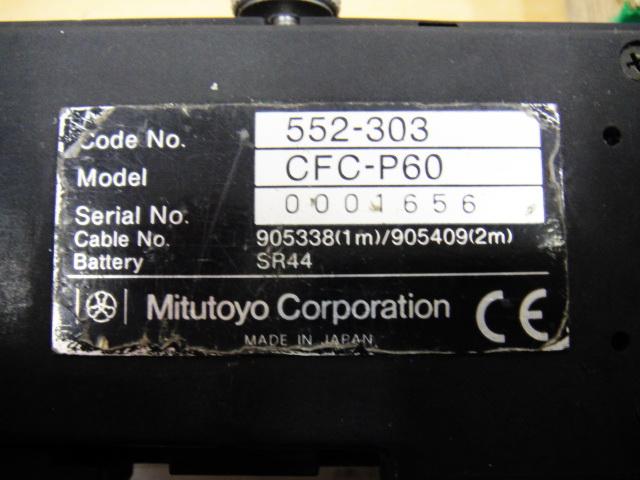 Code No. 552-303
Model CFC-P60
Serial No. 0001656
Cable No. 905338(1m)/905409(2m)
Battery SR44
Mitutoyo Corporation CE
MADE IN JAPAN